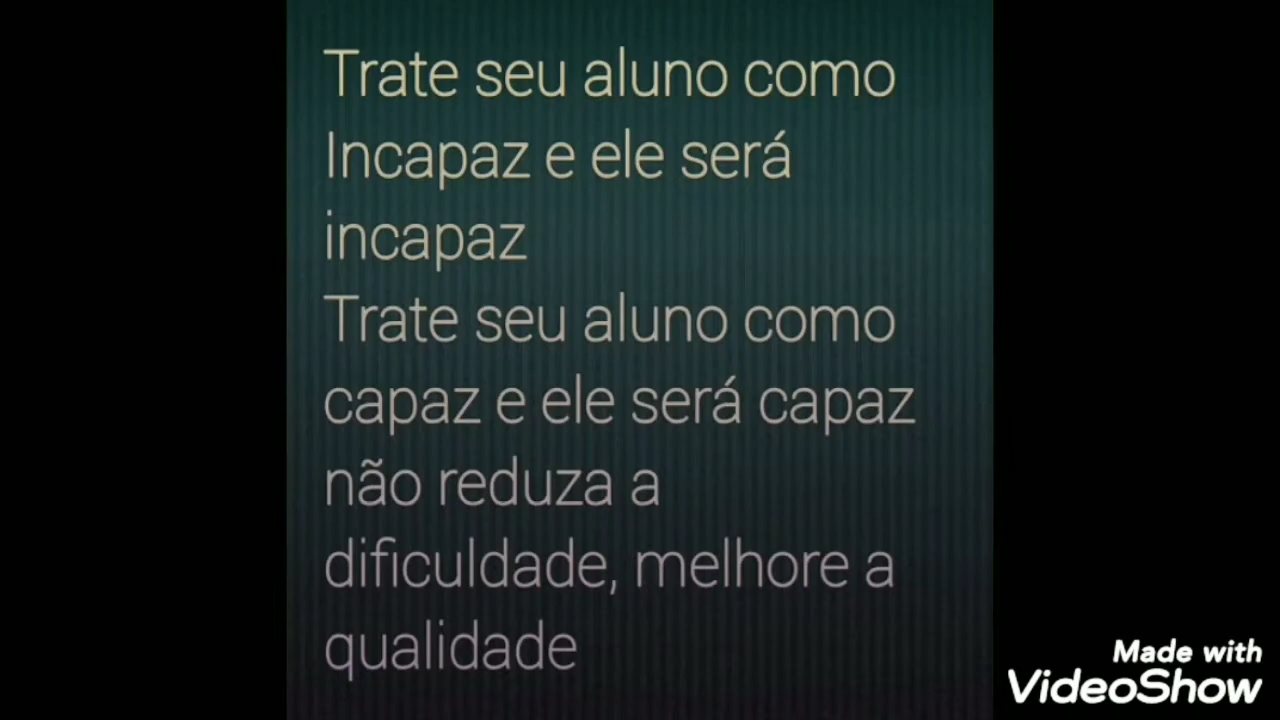 Trate seu aluno como
Incapaz e ele será
incapaz
Trate seu aluno como
capaz e ele será capaz
não reduza a
dificuldade, melhore a
qualidade
Made with
VideoShow